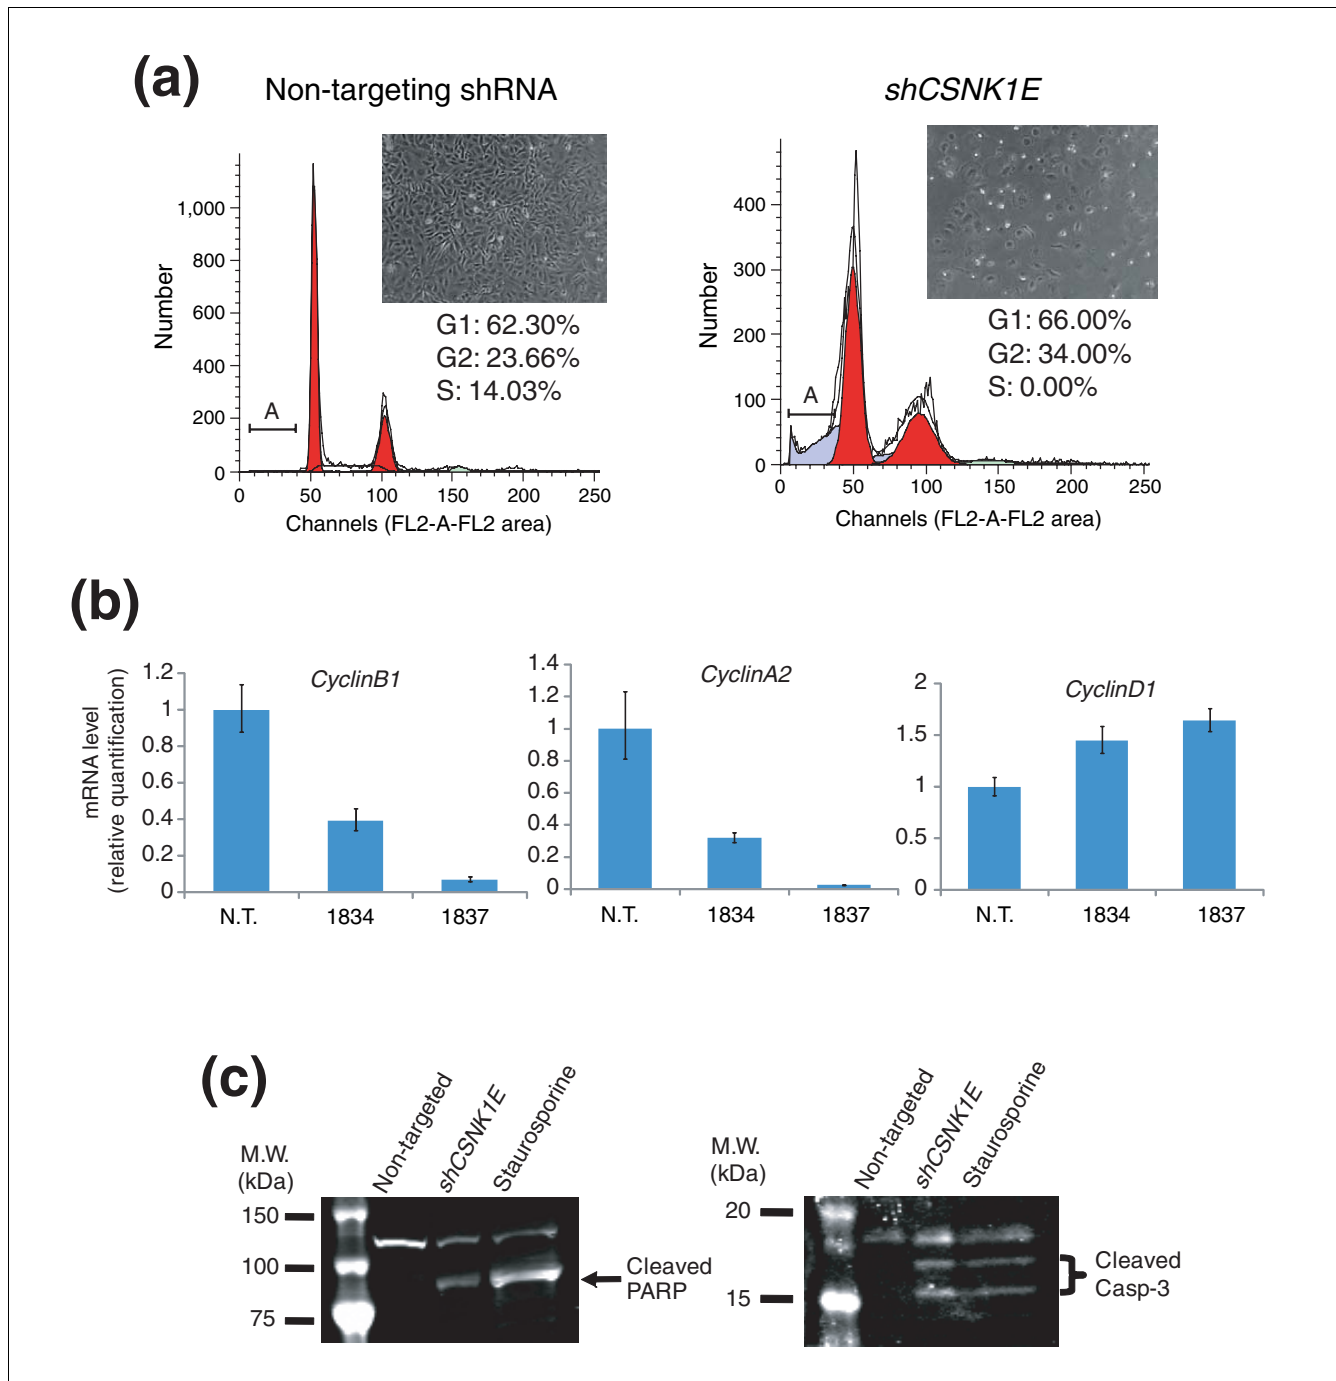 (a)
Non-targeting shRNA
shCSNK1E
Number
1,000
800
600
400
200
0
A
G1: 62.30%
G2: 23.66%
S: 14.03%
0 50 100 150 200 250
Channels (FL2-A-FL2 area)
Number
400
300
200
100
0
A
G1: 66.00%
G2: 34.00%
S: 0.00%
0 50 100 150 200 250
Channels (FL2-A-FL2 area)
(b)
mRNA level
(relative quantification)
CyclinB1
1.2
1
0.8
0.6
0.4
0.2
0
N.T. 1834 1837
CyclinA2
1.4
1.2
1
0.8
0.6
0.4
0.2
0
N.T. 1834 1837
CyclinD1
2
1.5
1
0.5
0
N.T. 1834 1837
(c)
M.W.
(kDa)
Non-targeted
shCSNK1E
Staurosporine
150
100
75
Cleaved
PARP
M.W.
(kDa)
Non-targeted
shCSNK1E
Staurosporine
20
15
Cleaved
Casp-3